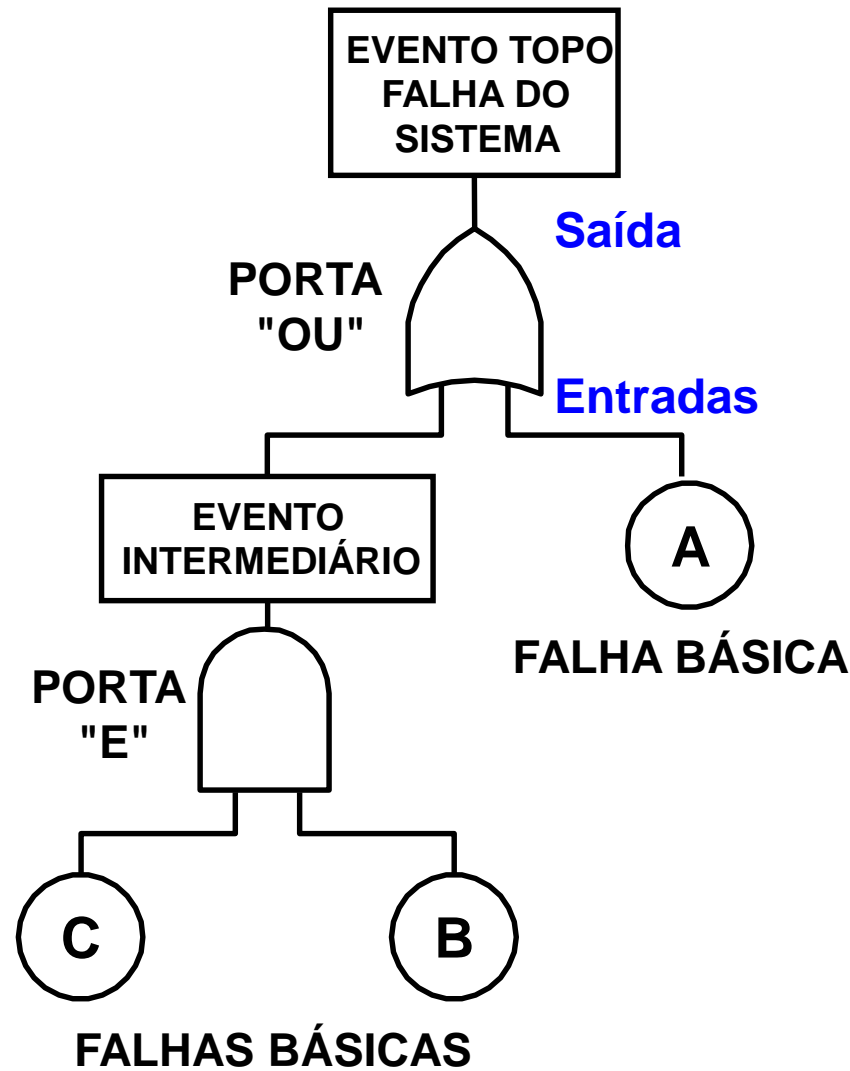 EVENTO TOPO
FALHA DO
SISTEMA
Saída
PORTA
"OU"
Entradas
EVENTO
INTERMEDIÁRIO
A
FALHA BÁSICA
PORTA
"E"
C
B
FALHAS BÁSICAS